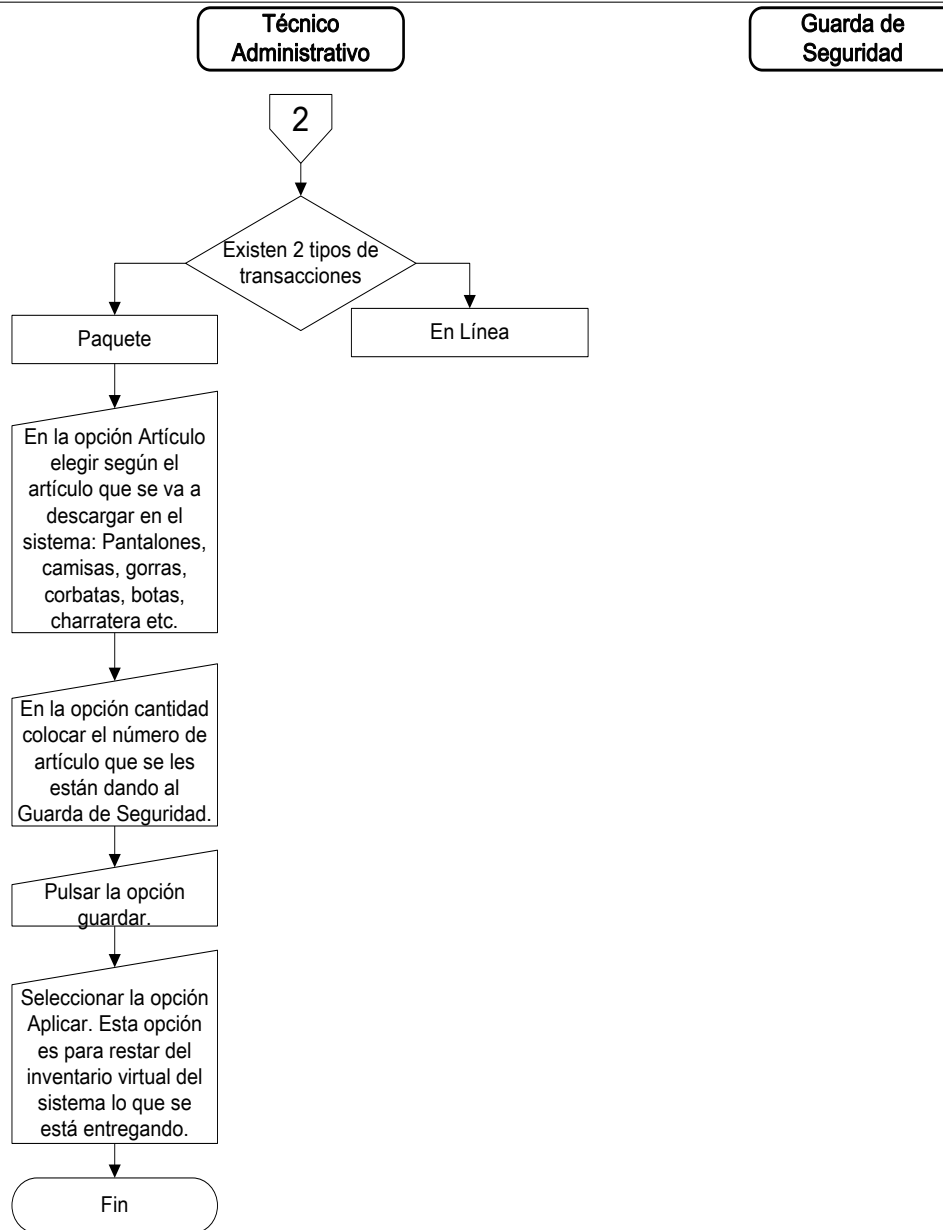 Técnico
Administrativo
Guarda de
Seguridad
2
Existen 2 tipos de
transacciones
Paquete
En Línea
En la opción Artículo
elegir según el
artículo que se va a
descargar en el
sistema: Pantalones,
camisas, gorras,
corbatas, botas,
charratera etc.
En la opción cantidad
colocar el número de
artículo que se les
están dando al
Guarda de Seguridad.
Pulsar la opción
guardar.
Seleccionar la opción
Aplicar. Esta opción
es para restar del
inventario virtual del
sistema lo que se
está entregando.
Fin